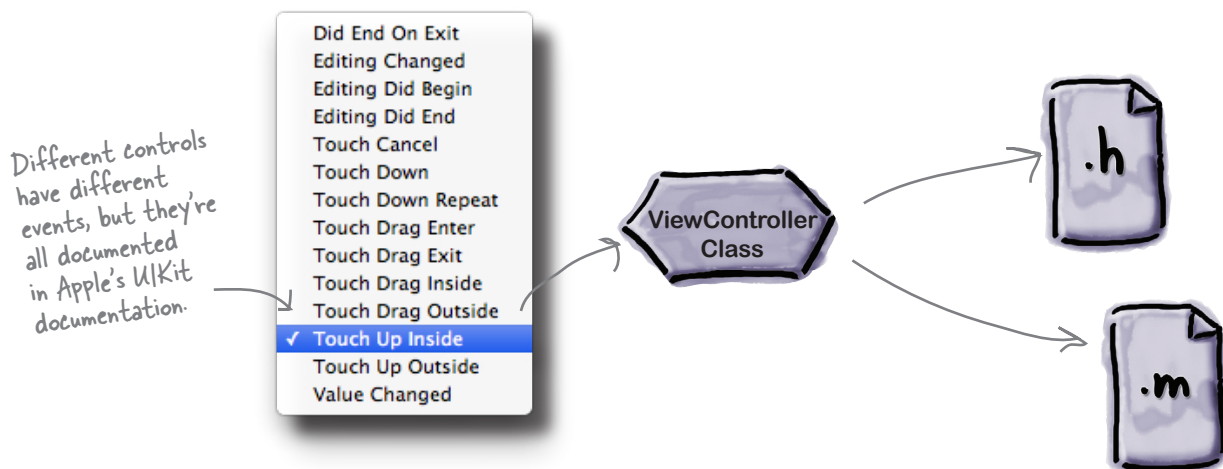 Different controls
have different
events, but they're
all documented
in Apple's UIKit
documentation.
Did End On Exit
Editing Changed
Editing Did Begin
Editing Did End
Touch Cancel
Touch Down
Touch Down Repeat
Touch Drag Enter
Touch Drag Exit
Touch Drag Inside
Touch Drag Outside
✓ Touch Up Inside
Touch Up Outside
Value Changed
ViewController
Class
.h
.m